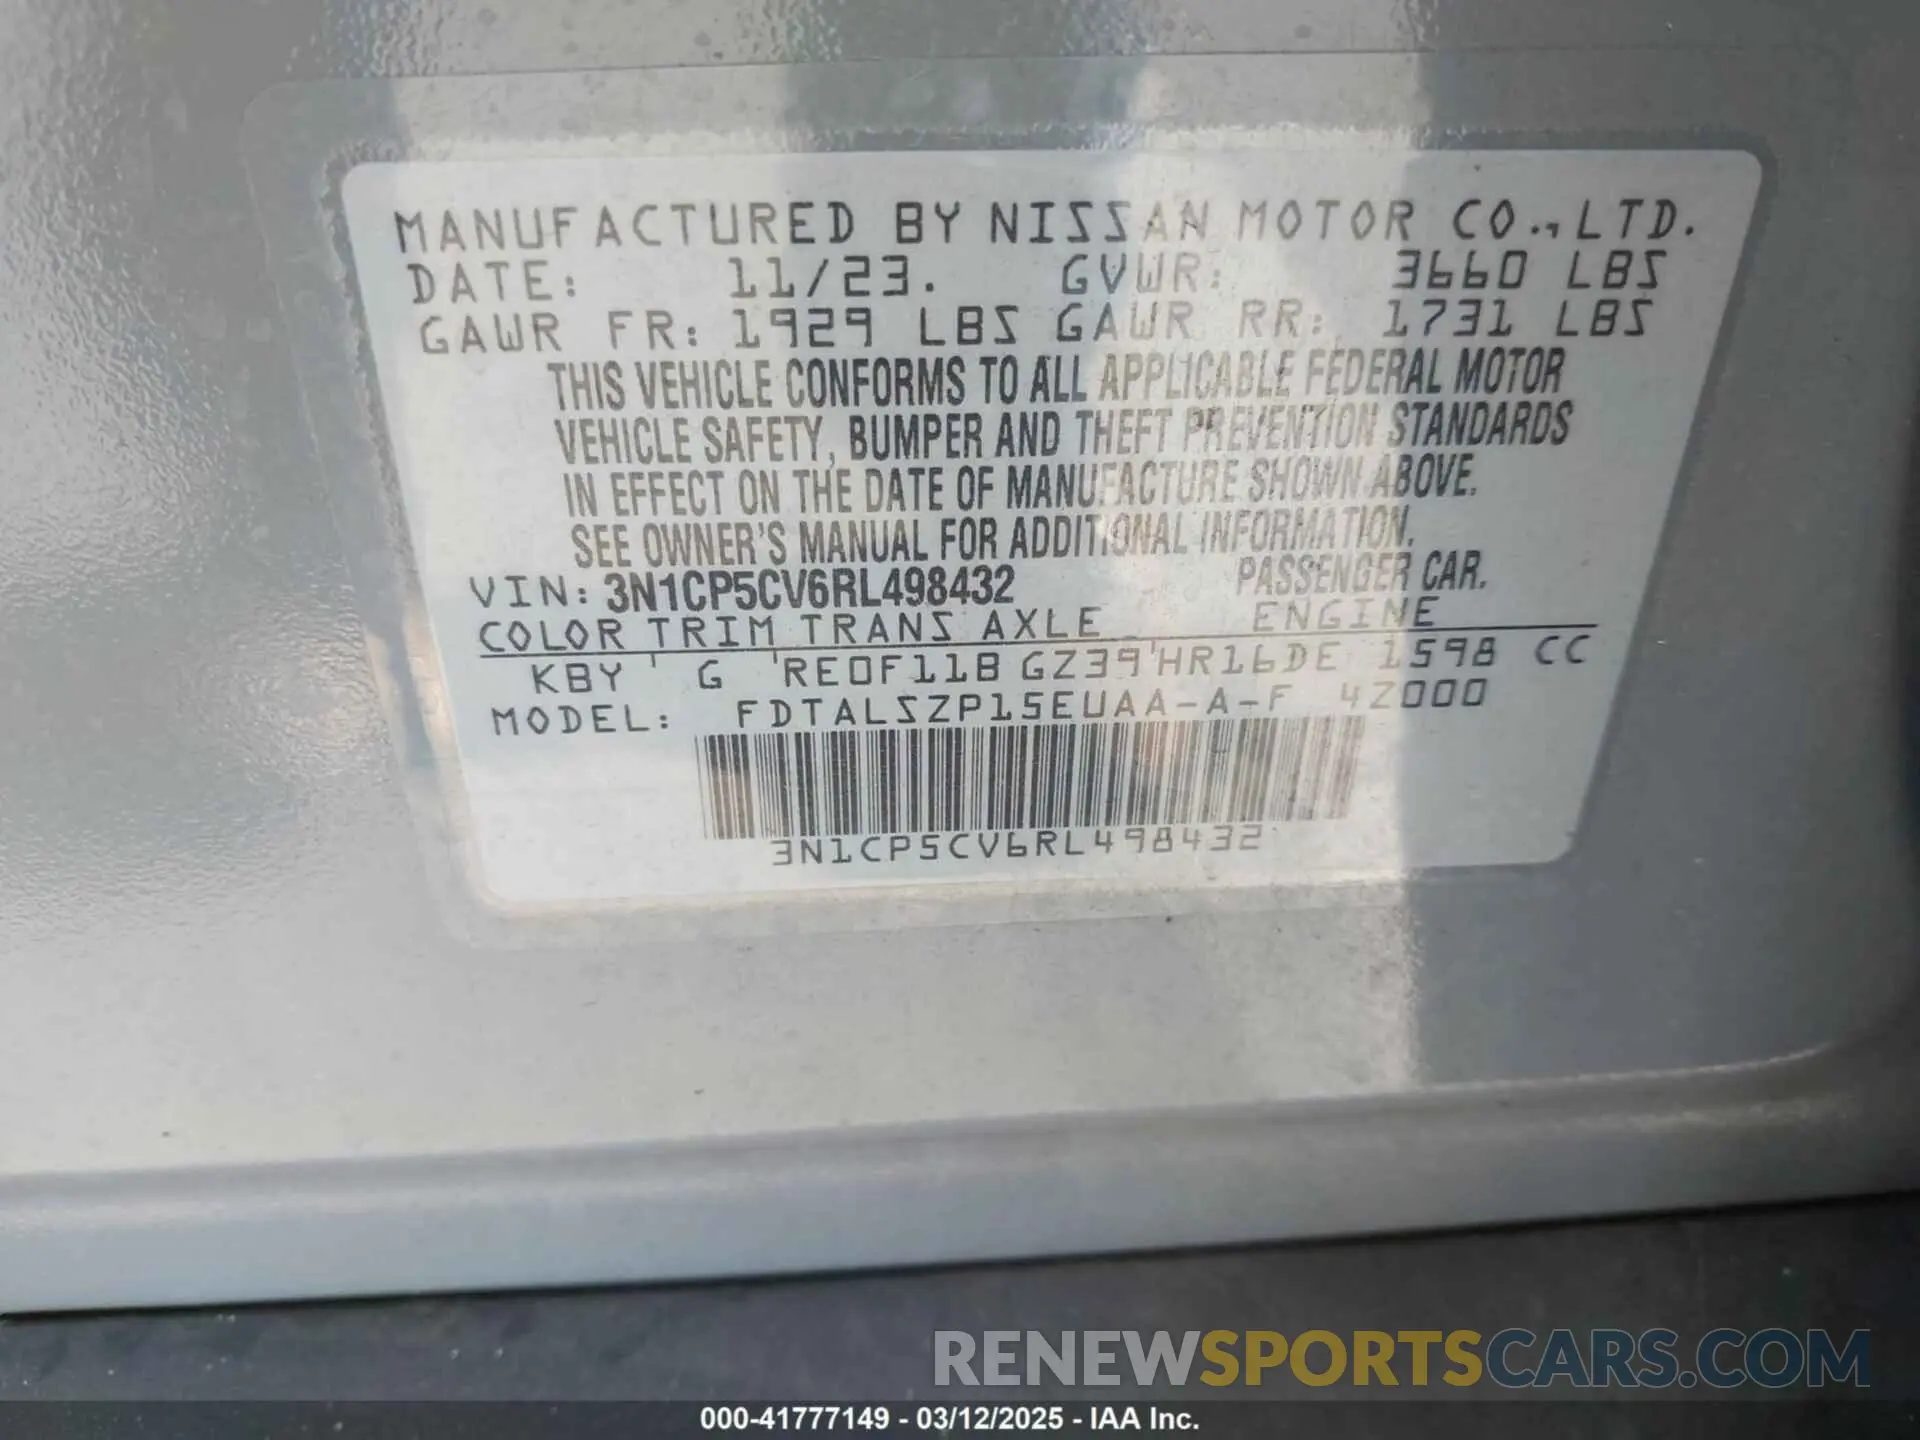 MANUFACTURED BY NISSAN MOTOR CO.,LTD.
DATE: 11/23. GVWR: 3660 LBS
GAWR FR: 1929 LBS GAWR RR: 1731 LBS
THIS VEHICLE CONFORMS TO ALL APPLICABLE FEDERAL MOTOR
VEHICLE SAFETY, BUMPER AND THEFT PREVENTION STANDARDS
IN EFFECT ON THE DATE OF MANUFACTURE SHOWN ABOVE.
SEE OWNER'S MANUAL FOR ADDITIONAL INFORMATION.
VIN: 3N1CP5CV6RL498432 PASSENGER CAR.
COLOR TRIM TRANS AXLE ENGINE
KBY G RE0F11B GZ39 HR16DE 1598 CC
MODEL: FDTALSZP15EUAA-A-F 4Z000
3N1CP5CV6RL498432
RENEWSPORTSCARS.COM
000-41777149 - 03/12/2025 - IAA Inc.